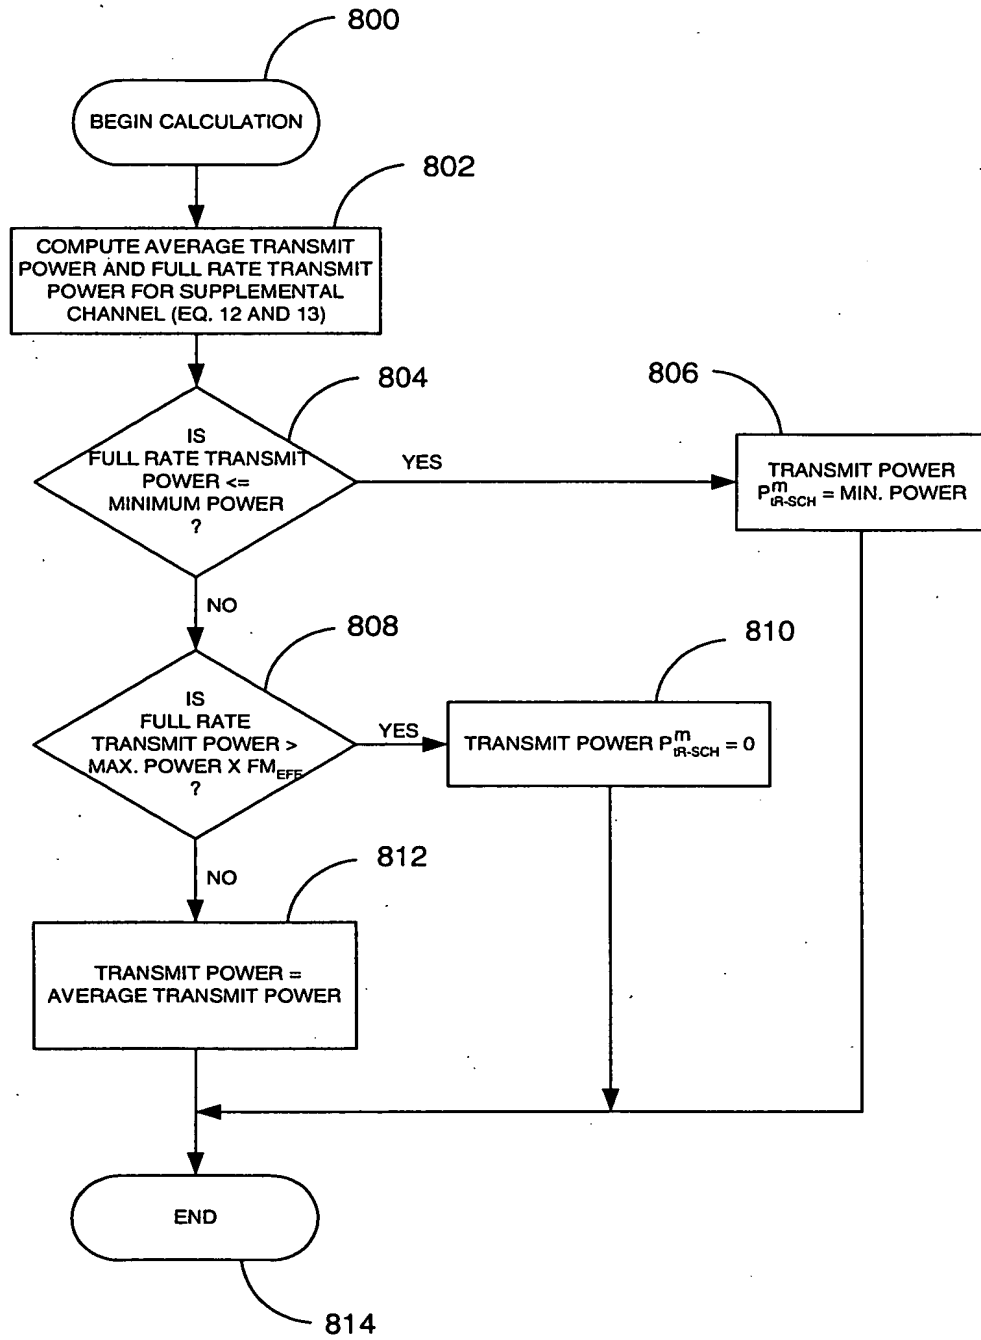 800
BEGIN CALCULATION
802
COMPUTE AVERAGE TRANSMIT
POWER AND FULL RATE TRANSMIT
POWER FOR SUPPLEMENTAL
CHANNEL (EQ. 12 AND 13)
804
IS
FULL RATE TRANSMIT
POWER <=
MINIMUM POWER
?
YES
806
TRANSMIT POWER
P^m_tR-SCH = MIN. POWER
NO
808
IS
FULL RATE
TRANSMIT POWER >
MAX. POWER X FM_EFF
?
YES
810
TRANSMIT POWER P^m_tR-SCH = 0
NO
812
TRANSMIT POWER =
AVERAGE TRANSMIT POWER
END
814